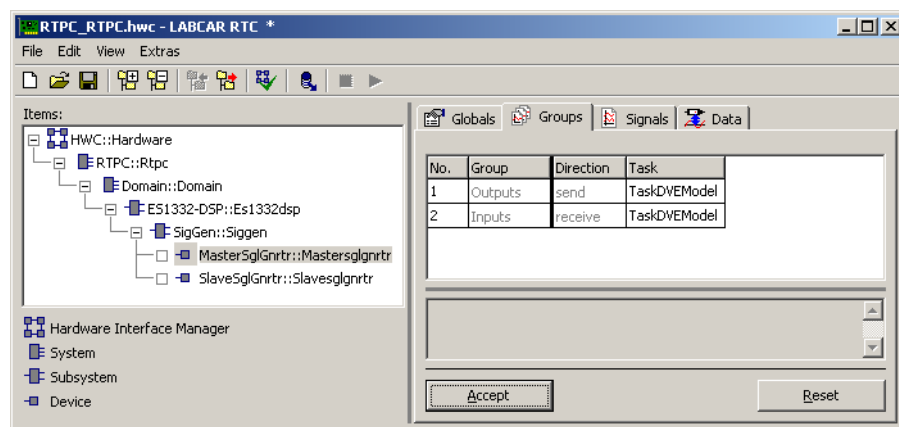 RTPC_RTPC.hwc - LABCAR RTC *
File Edit View Extras
Items:
HWC::Hardware
RTPC::Rtpc
Domain::Domain
ES1332-DSP::Es1332dsp
SigGen::Siggen
MasterSglGnrtr::Mastersglgnrtr
SlaveSglGnrtr::Slavesglgnrtr
Hardware Interface Manager
System
Subsystem
Device
Globals Groups Signals Data
No. Group Direction Task
1 Outputs send TaskDVEModel
2 Inputs receive TaskDVEModel
Accept Reset